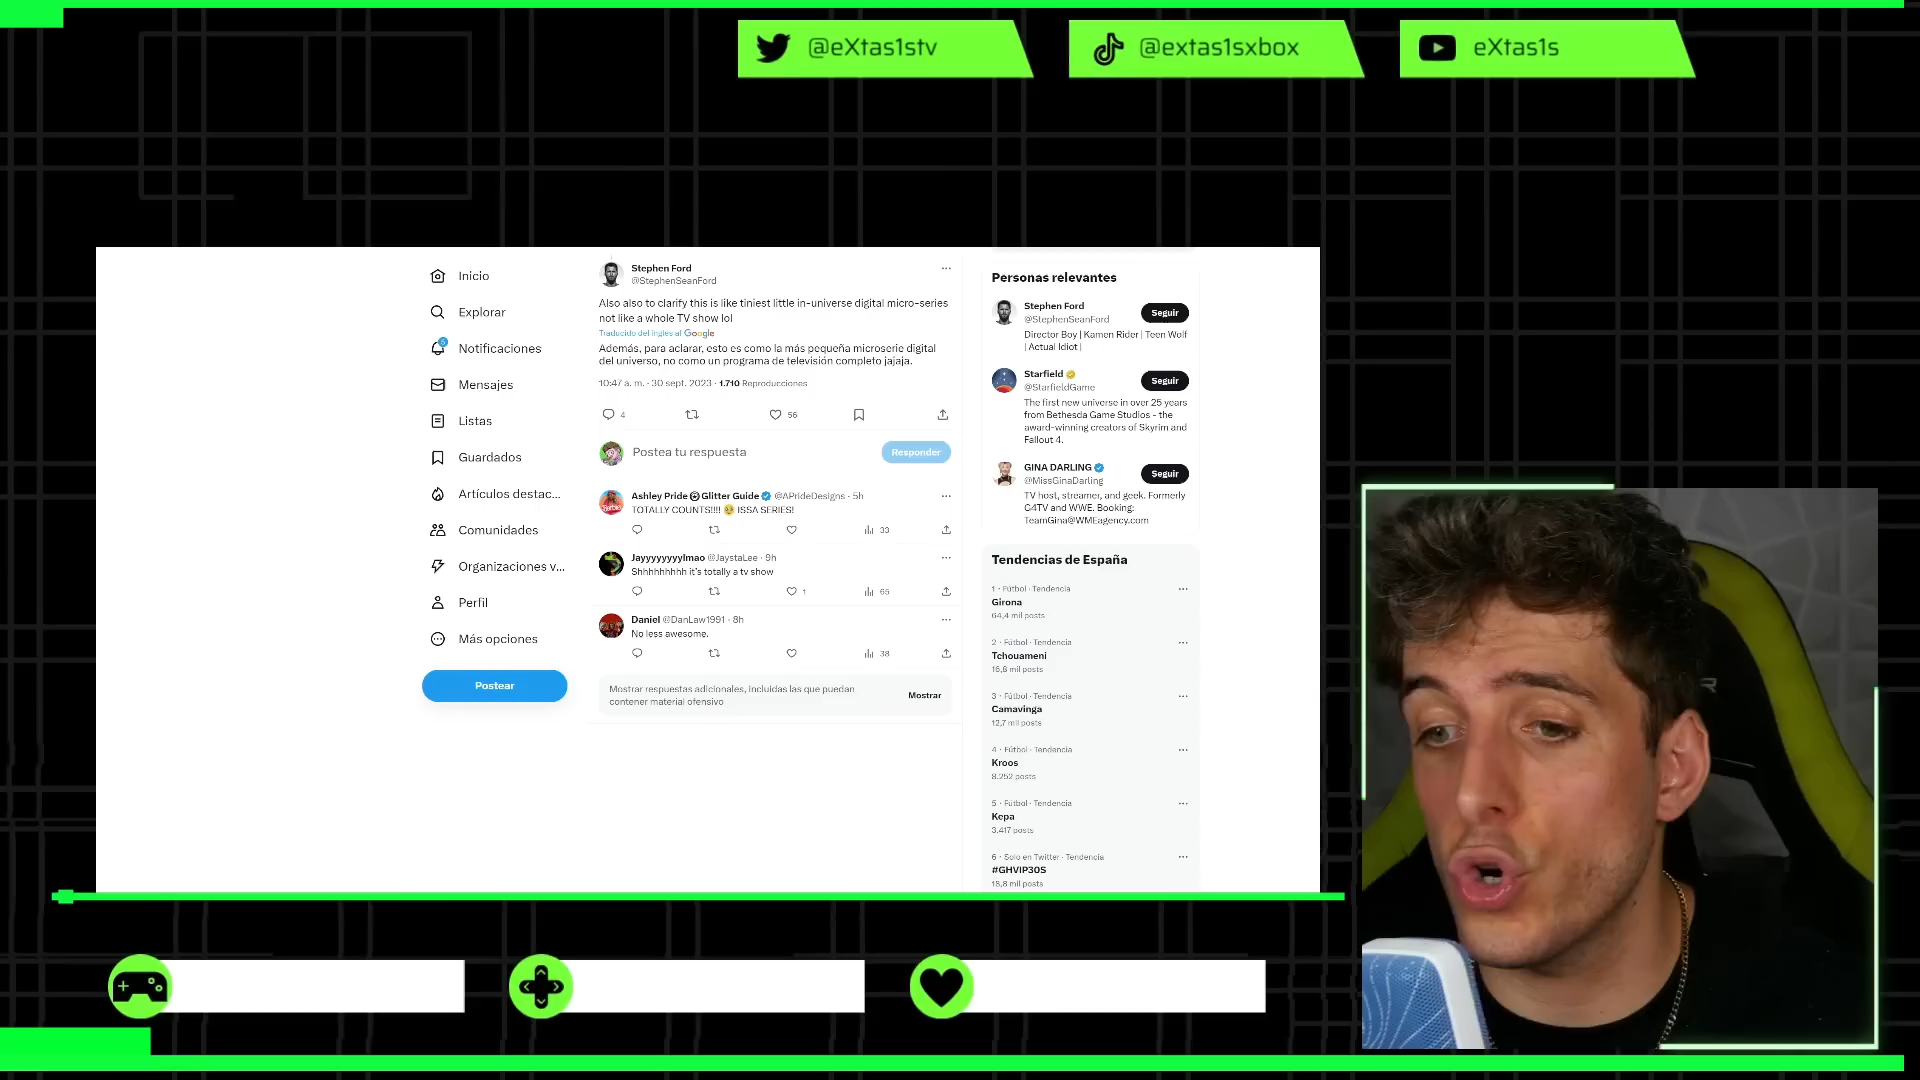 @eXtas1stv
@extas1sxbox
eXtas1s
Inicio
Explorar
5
Notificaciones
Mensajes
Listas
Guardados
Artículos destac...
Comunidades
Organizaciones v...
Perfil
Más opciones
Postear
Stephen Ford
@StephenSeanFord
Also also to clarify this is like tiniest little in-universe digital micro-series
not like a whole TV show lol
Traducido del inglés al Google
Además, para aclarar, esto es como la más pequeña microserie digital
del universo, no como un programa de televisión completo jajaja.
10:47 a. m. · 30 sept. 2023 · 1.710 Reproducciones
4
56
Postea tu respuesta
Responder
Ashley Pride Glitter Guide @APrideDesigns · 5h
TOTALLY COUNTS!!!! 🥹 ISSA SERIES!
33
Jayyyyyyyylmao @JaystaLee · 9h
Shhhhhhhhh it's totally a tv show
1
65
Daniel @DanLaw1991 · 8h
No less awesome.
38
Mostrar respuestas adicionales, incluidas las que puedan
contener material ofensivo
Mostrar
Personas relevantes
Stephen Ford
@StephenSeanFord
Seguir
Director Boy | Kamen Rider | Teen Wolf
| Actual Idiot |
Starfield
@StarfieldGame
Seguir
The first new universe in over 25 years
from Bethesda Game Studios - the
award-winning creators of Skyrim and
Fallout 4.
GINA DARLING
@MissGinaDarling
Seguir
TV host, streamer, and geek. Formerly
G4TV and WWE. Booking:
TeamGina@WMEagency.com
Tendencias de España
1 · Fútbol · Tendencia
Girona
64,4 mil posts
2 · Fútbol · Tendencia
Tchouameni
16,8 mil posts
3 · Fútbol · Tendencia
Camavinga
12,7 mil posts
4 · Fútbol · Tendencia
Kroos
8.252 posts
5 · Fútbol · Tendencia
Kepa
3.417 posts
6 · Solo en Twitter · Tendencia
#GHVIP30S
18,8 mil posts